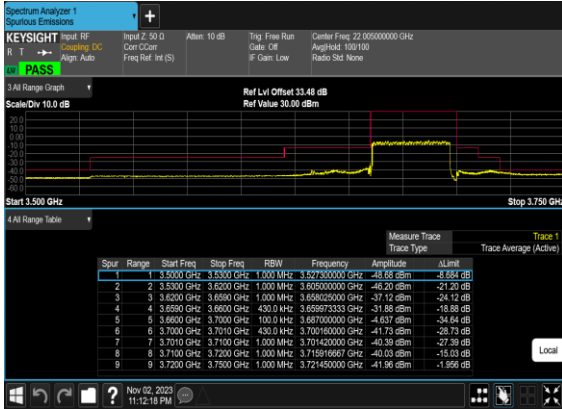 Spectrum Analyzer 1
Spurious Emissions
+
KEYSIGHT Input: RF Input Z: 50 Ω Atten: 10 dB Trig: Free Run Center Freq: 22.005000000 GHz
R T Coupling: DC Corr CCorr Gate: Off Avg|Hold: 100/100
Align: Auto Freq Ref: Int (S) IF Gain: Low Radio Std: None
PASS
3 All Range Graph
Ref Lvl Offset 33.48 dB
Scale/Div 10.0 dB Ref Value 30.00 dBm
20.0
10.0
0.00
-10.0
-20.0
-30.0
-40.0
-50.0
-60.0
Start 3.500 GHz Stop 3.750 GHz
4 All Range Table
Measure Trace Trace 1
Trace Type Trace Average (Active)
Spur Range Start Freq Stop Freq RBW Frequency Amplitude ΔLimit
1 1 3.5000 GHz 3.5300 GHz 1.000 MHz 3.527300000 GHz -48.68 dBm -8.684 dB
2 2 3.5300 GHz 3.6200 GHz 1.000 MHz 3.605000000 GHz -46.20 dBm -21.20 dB
3 3 3.6200 GHz 3.6590 GHz 1.000 MHz 3.658025000 GHz -37.12 dBm -24.12 dB
4 4 3.6590 GHz 3.6600 GHz 430.0 kHz 3.659973333 GHz -31.88 dBm -18.88 dB
5 5 3.6600 GHz 3.7000 GHz 100.0 kHz 3.687000000 GHz -4.637 dBm -34.64 dB
6 6 3.7000 GHz 3.7010 GHz 430.0 kHz 3.700160000 GHz -41.73 dBm -28.73 dB
7 7 3.7010 GHz 3.7100 GHz 1.000 MHz 3.701420000 GHz -40.39 dBm -27.39 dB
8 8 3.7100 GHz 3.7200 GHz 1.000 MHz 3.715916667 GHz -40.03 dBm -15.03 dB
9 9 3.7200 GHz 3.7500 GHz 1.000 MHz 3.721450000 GHz -41.96 dBm -1.956 dB
Local
? Nov 02, 2023
11:12:18 PM